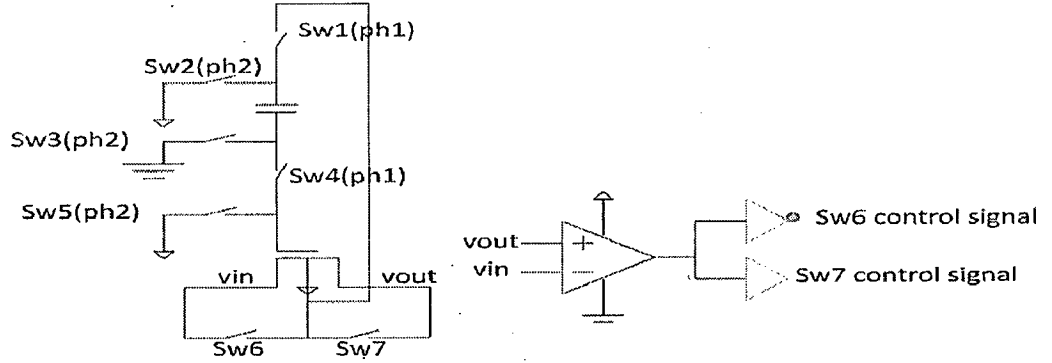 Sw1(ph1)
Sw2(ph2)
Sw3(ph2)
Sw4(ph1)
Sw5(ph2)
vin
vout
Sw6
Sw7
vout
vin
+
−
Sw6 control signal
Sw7 control signal